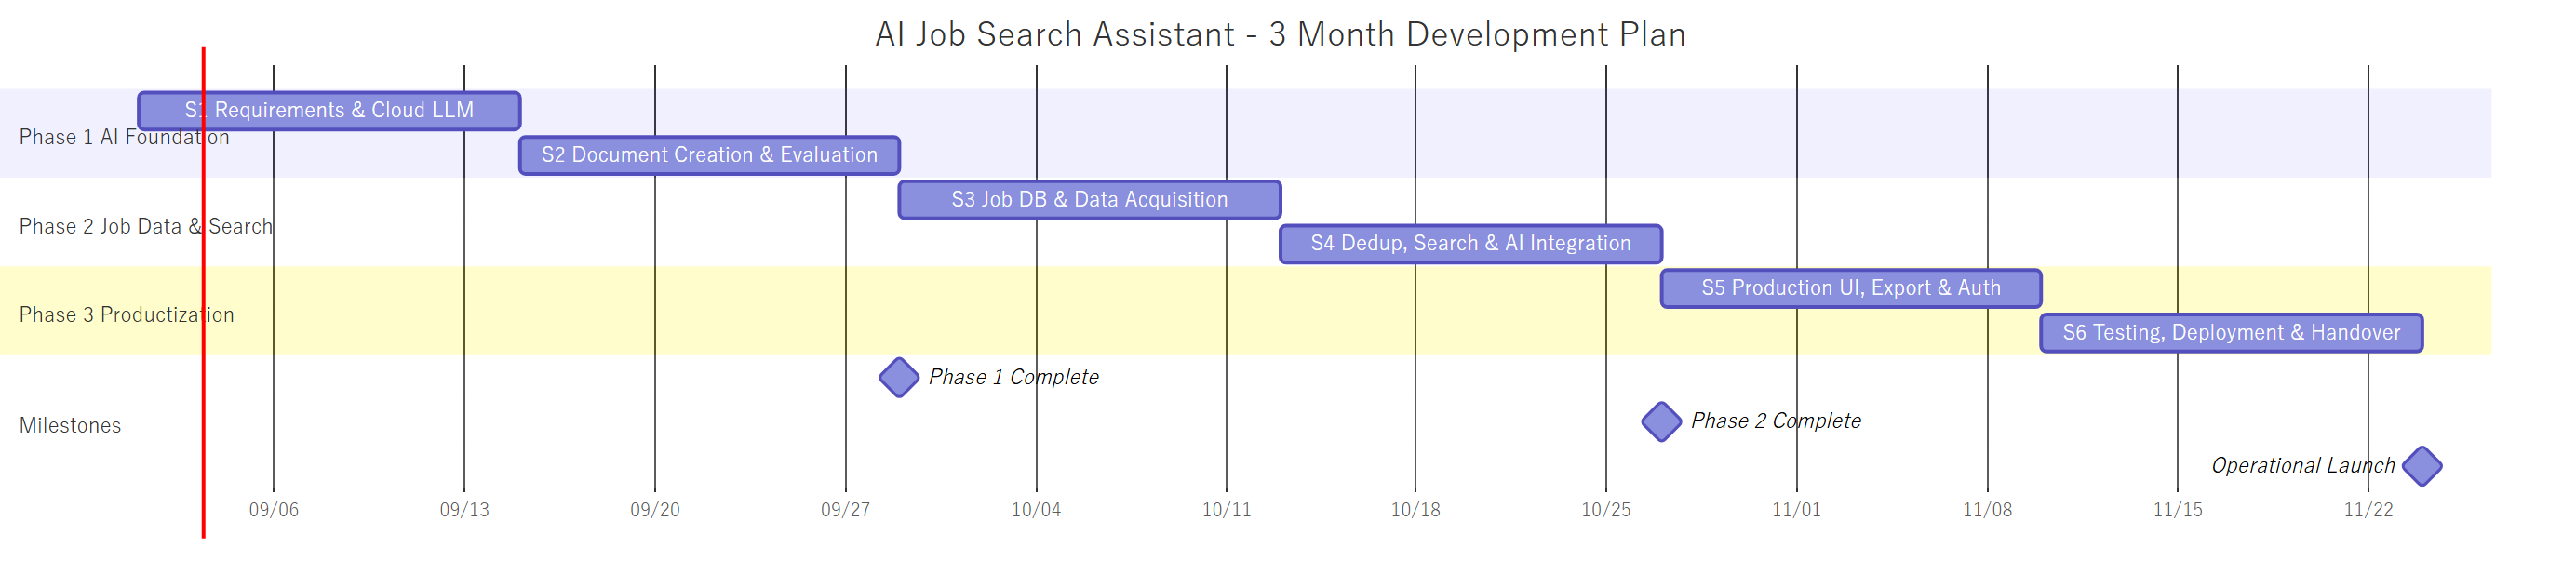 AI Job Search Assistant - 3 Month Development Plan
S1 Requirements & Cloud LLM
Phase 1 AI Foundation
S2 Document Creation & Evaluation
S3 Job DB & Data Acquisition
Phase 2 Job Data & Search
S4 Dedup, Search & AI Integration
S5 Production UI, Export & Auth
Phase 3 Productization
S6 Testing, Deployment & Handover
Phase 1 Complete
Milestones
Phase 2 Complete
Operational Launch
09/06 09/13 09/20 09/27 10/04 10/11 10/18 10/25 11/01 11/08 11/15 11/22